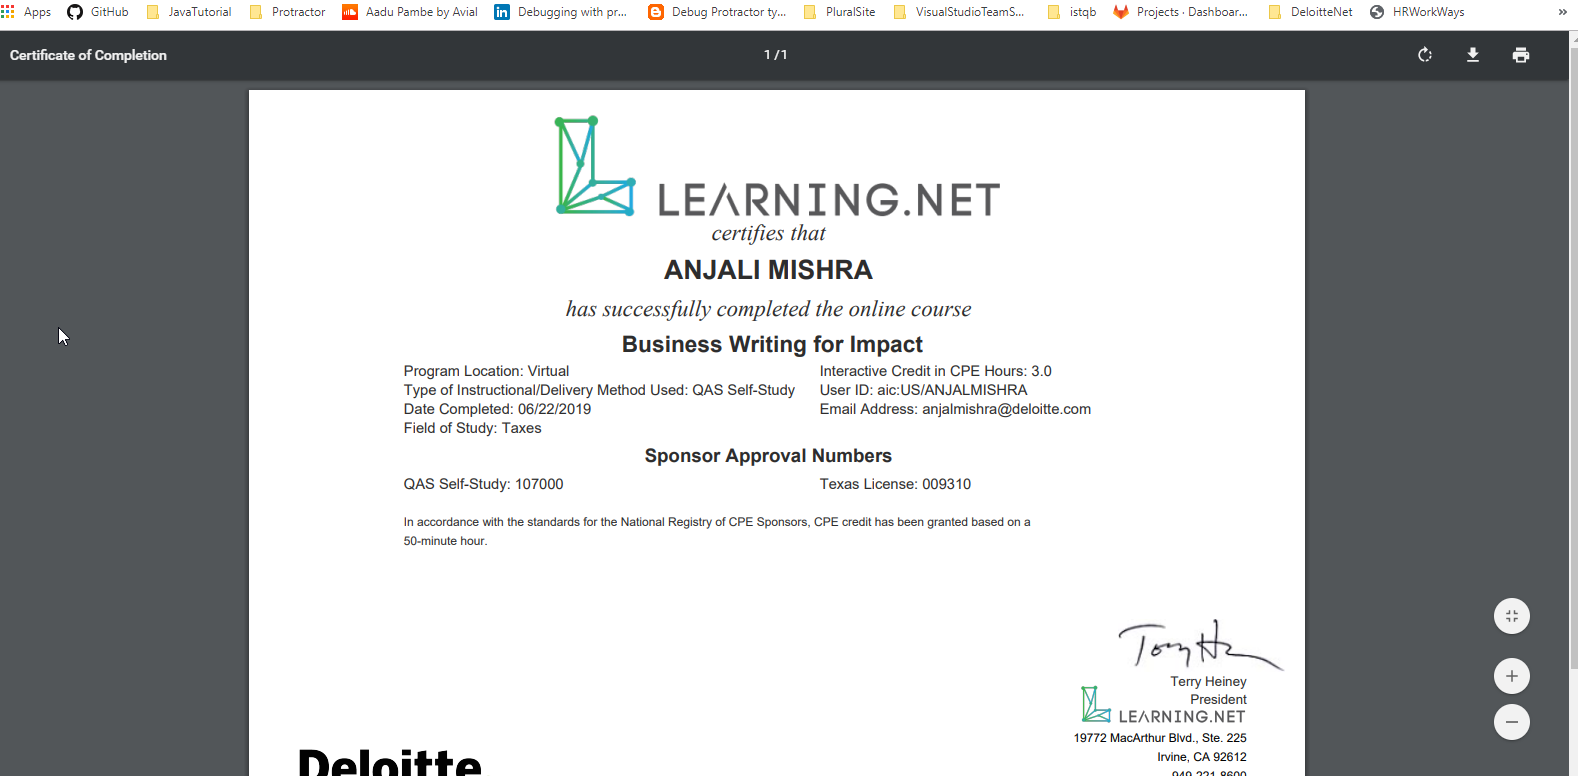 Apps GitHub JavaTutorial Protractor Aadu Pambe by Avial Debugging with pr... Debug Protractor ty... PluralSite VisualStudioTeamS... istqb Projects · Dashboar... DeloitteNet HRWorkWays »
Certificate of Completion 1 / 1
LEARNING.NET
certifies that
ANJALI MISHRA
has successfully completed the online course
Business Writing for Impact
Program Location: Virtual Interactive Credit in CPE Hours: 3.0
Type of Instructional/Delivery Method Used: QAS Self-Study User ID: aic:US/ANJALMISHRA
Date Completed: 06/22/2019 Email Address: anjalmishra@deloitte.com
Field of Study: Taxes
Sponsor Approval Numbers
QAS Self-Study: 107000 Texas License: 009310
In accordance with the standards for the National Registry of CPE Sponsors, CPE credit has been granted based on a
50-minute hour.
Terry Heiney
President
LEARNING.NET
19772 MacArthur Blvd., Ste. 225
Irvine, CA 92612
949-221-8600
Deloitte